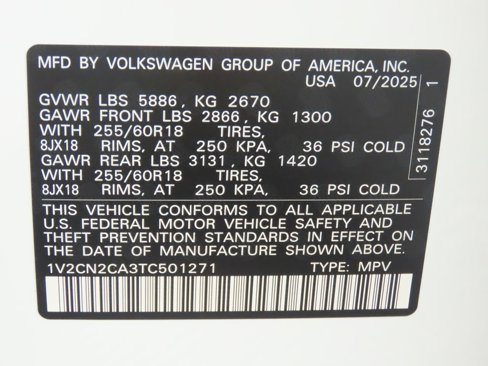 MFD BY VOLKSWAGEN GROUP OF AMERICA, INC.
USA 07/2025
GVWR LBS 5886, KG 2670
GAWR FRONT LBS 2866, KG 1300
WITH 255/60R18 TIRES,
8JX18 RIMS, AT 250 KPA, 36 PSI COLD
GAWR REAR LBS 3131, KG 1420
WITH 255/60R18 TIRES,
8JX18 RIMS, AT 250 KPA, 36 PSI COLD
THIS VEHICLE CONFORMS TO ALL APPLICABLE
U.S. FEDERAL MOTOR VEHICLE SAFETY AND
THEFT PREVENTION STANDARDS IN EFFECT ON
THE DATE OF MANUFACTURE SHOWN ABOVE.
1V2CN2CA3TC501271 TYPE: MPV
3118276 1